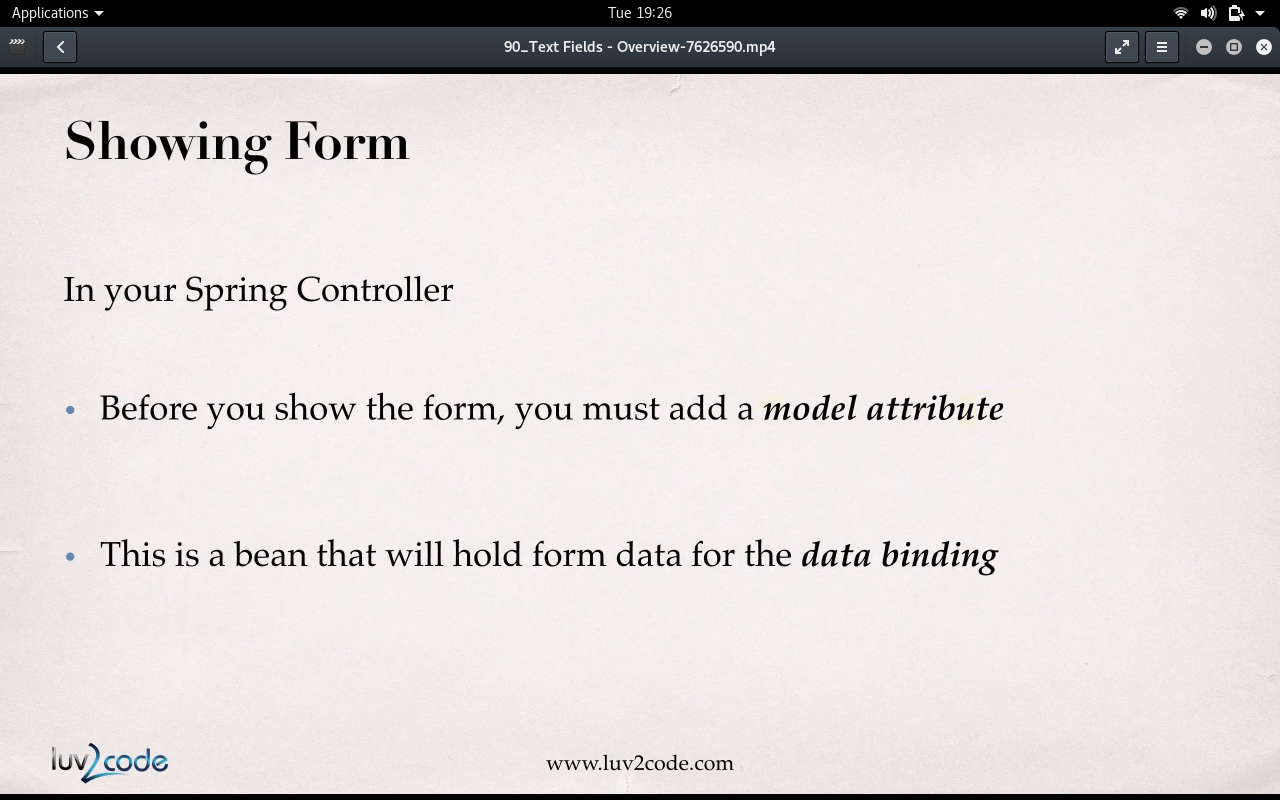 Applications
Tue 19:26
90_Text Fields - Overview-7626590.mp4
Showing Form
In your Spring Controller
• Before you show the form, you must add a model attribute
• This is a bean that will hold form data for the data binding
luv2code
www.luv2code.com